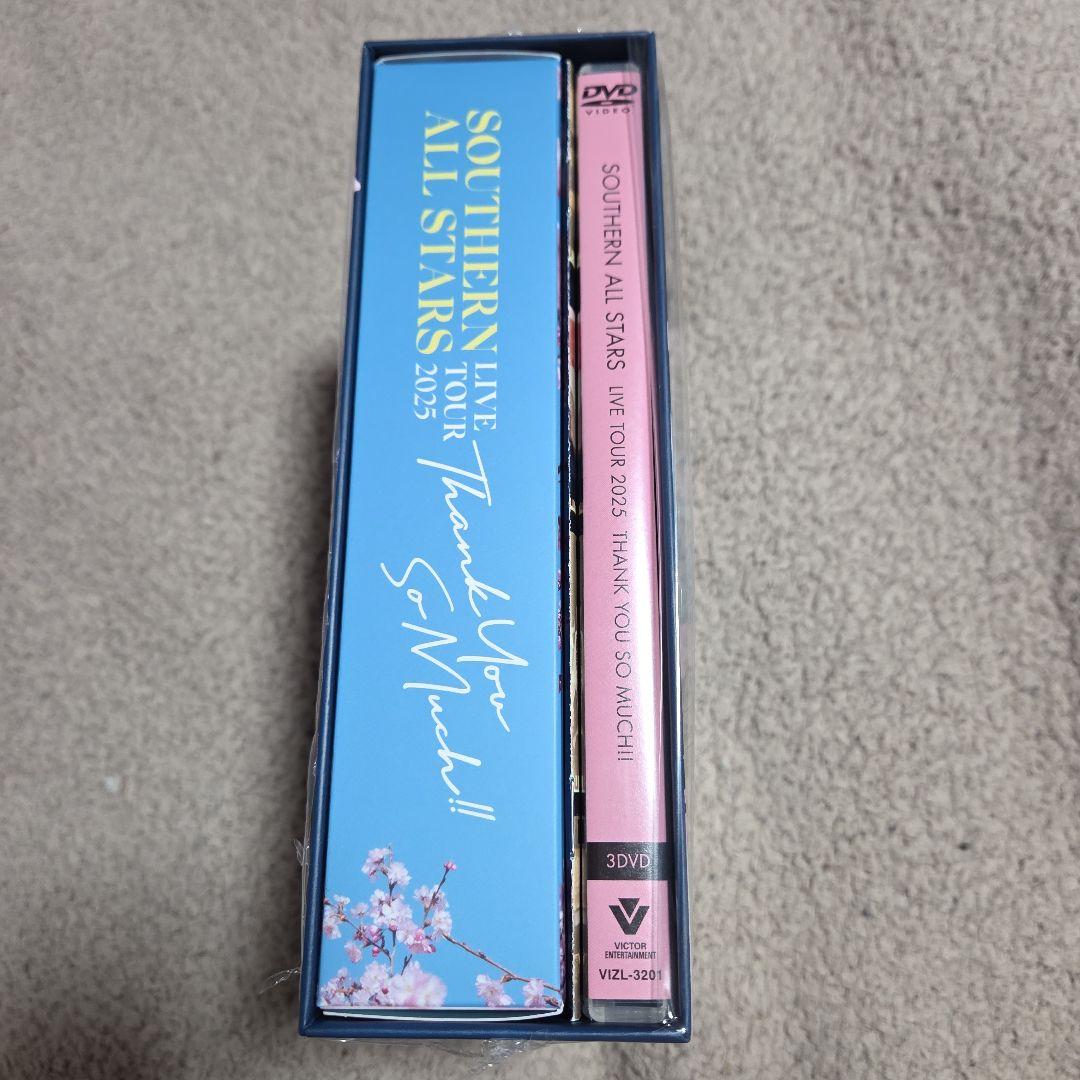 SOUTHERN
ALL STARS
LIVE
TOUR
2025
Thank You
So Much!!
DVD
VIDEO
SOUTHERN ALL STARS LIVE TOUR 2025 THANK YOU SO MUCH!!
3DVD
VICTOR
ENTERTAINMENT
VIZL-3201